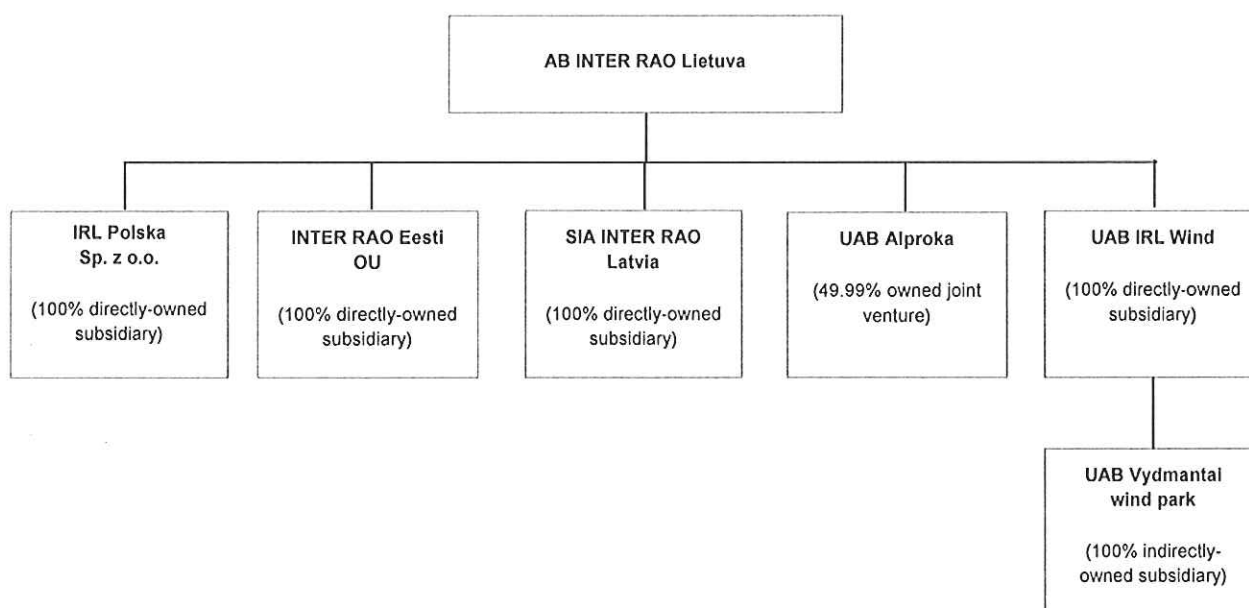 AB INTER RAO Lietuva
IRL Polska
Sp. z o.o.
(100% directly-owned
subsidiary)
INTER RAO Eesti
OU
(100% directly-owned
subsidiary)
SIA INTER RAO
Latvia
(100% directly-owned
subsidiary)
UAB Alproka
(49.99% owned joint
venture)
UAB IRL Wind
(100% directly-owned
subsidiary)
UAB Vydmantai
wind park
(100% indirectly-
owned subsidiary)